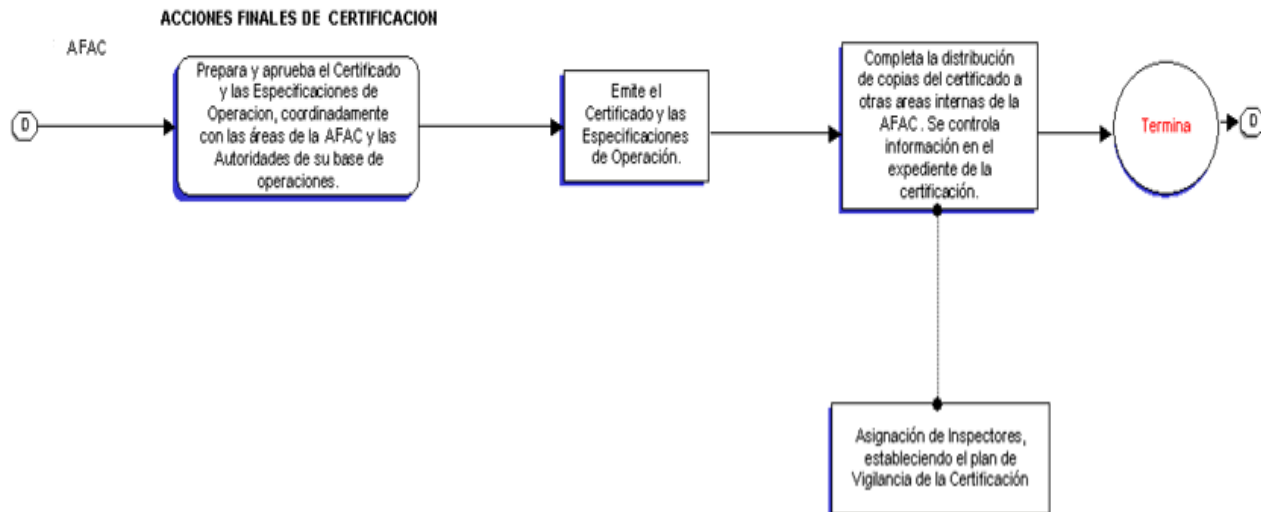 ACCIONES FINALES DE CERTIFICACION
AFAC
D
Prepara y aprueba el Certificado
y las Especificaciones de
Operacion, coordinadamente
con las áreas de la AFAC y las
Autoridades de su base de
operaciones.
Emite el
Certificado y las
Especificaciones
de Operación.
Completa la distribución
de copias del certificado a
otras areas internas de la
AFAC. Se controla
información en el
expediente de la
certificación.
Termina
D
Asignación de Inspectores,
estableciendo el plan de
Vigilancia de la Certificación